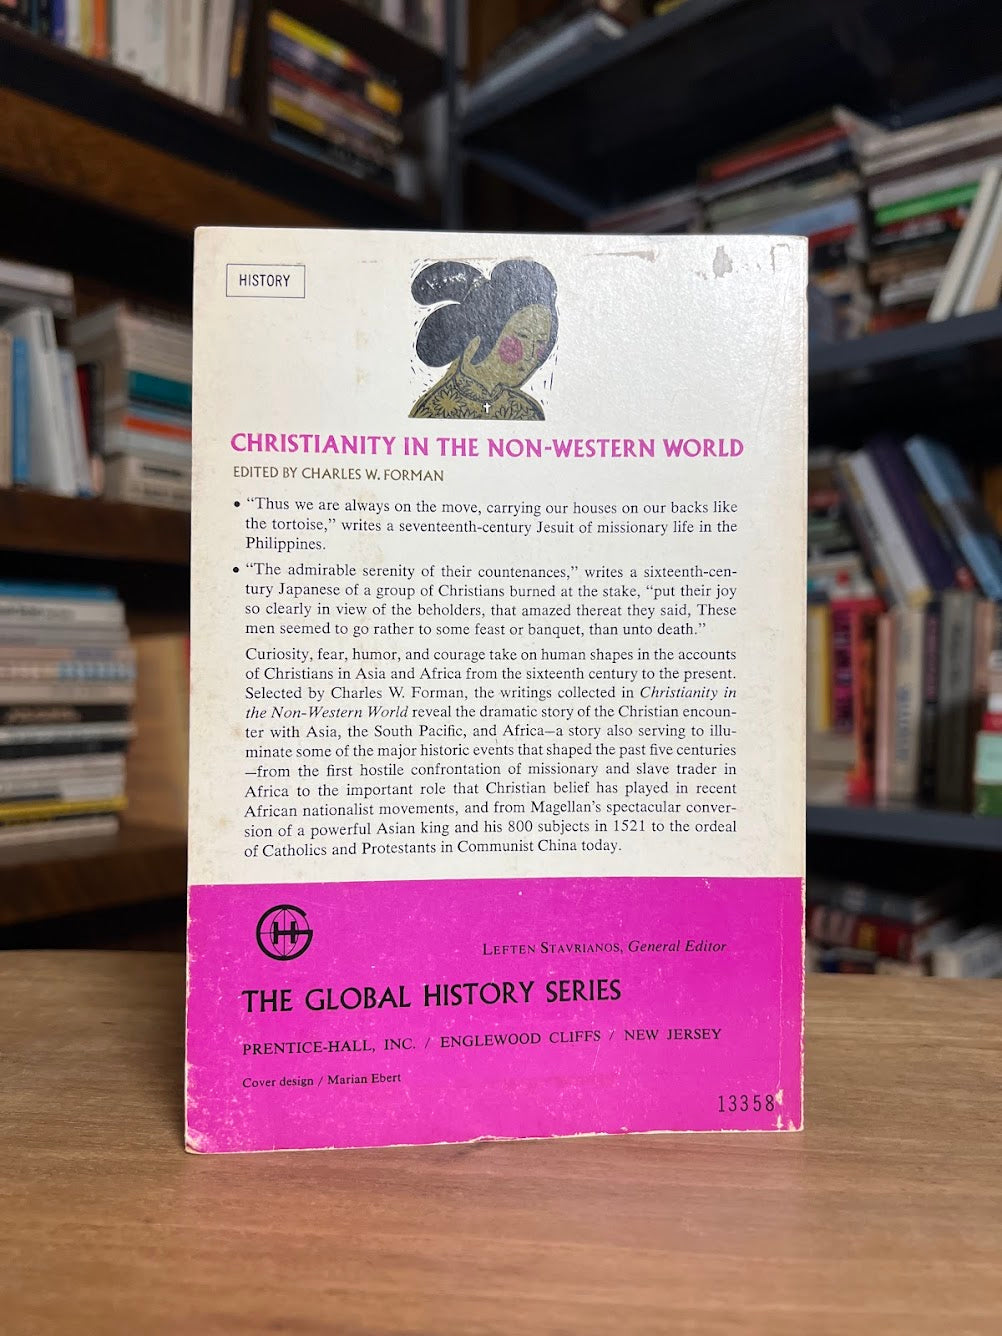 HISTORY
CHRISTIANITY IN THE NON-WESTERN WORLD
EDITED BY CHARLES W. FORMAN
• “Thus we are always on the move, carrying our houses on our backs like
the tortoise,” writes a seventeenth-century Jesuit of missionary life in the
Philippines.
• “The admirable serenity of their countenances,” writes a sixteenth-cen-
tury Japanese of a group of Christians burned at the stake, “put their joy
so clearly in view of the beholders, that amazed thereat they said, These
men seemed to go rather to some feast or banquet, than unto death.”
Curiosity, fear, humor, and courage take on human shapes in the accounts
of Christians in Asia and Africa from the sixteenth century to the present.
Selected by Charles W. Forman, the writings collected in Christianity in
the Non-Western World reveal the dramatic story of the Christian encoun-
ter with Asia, the South Pacific, and Africa—a story also serving to illu-
minate some of the major historic events that shaped the past five centuries
—from the first hostile confrontation of missionary and slave trader in
Africa to the important role that Christian belief has played in recent
African nationalist movements, and from Magellan’s spectacular conver-
sion of a powerful Asian king and his 800 subjects in 1521 to the ordeal
of Catholics and Protestants in Communist China today.
GH
LEFTEN STAVRIANOS, General Editor
THE GLOBAL HISTORY SERIES
PRENTICE-HALL, INC. / ENGLEWOOD CLIFFS / NEW JERSEY
Cover design / Marian Ebert
13358